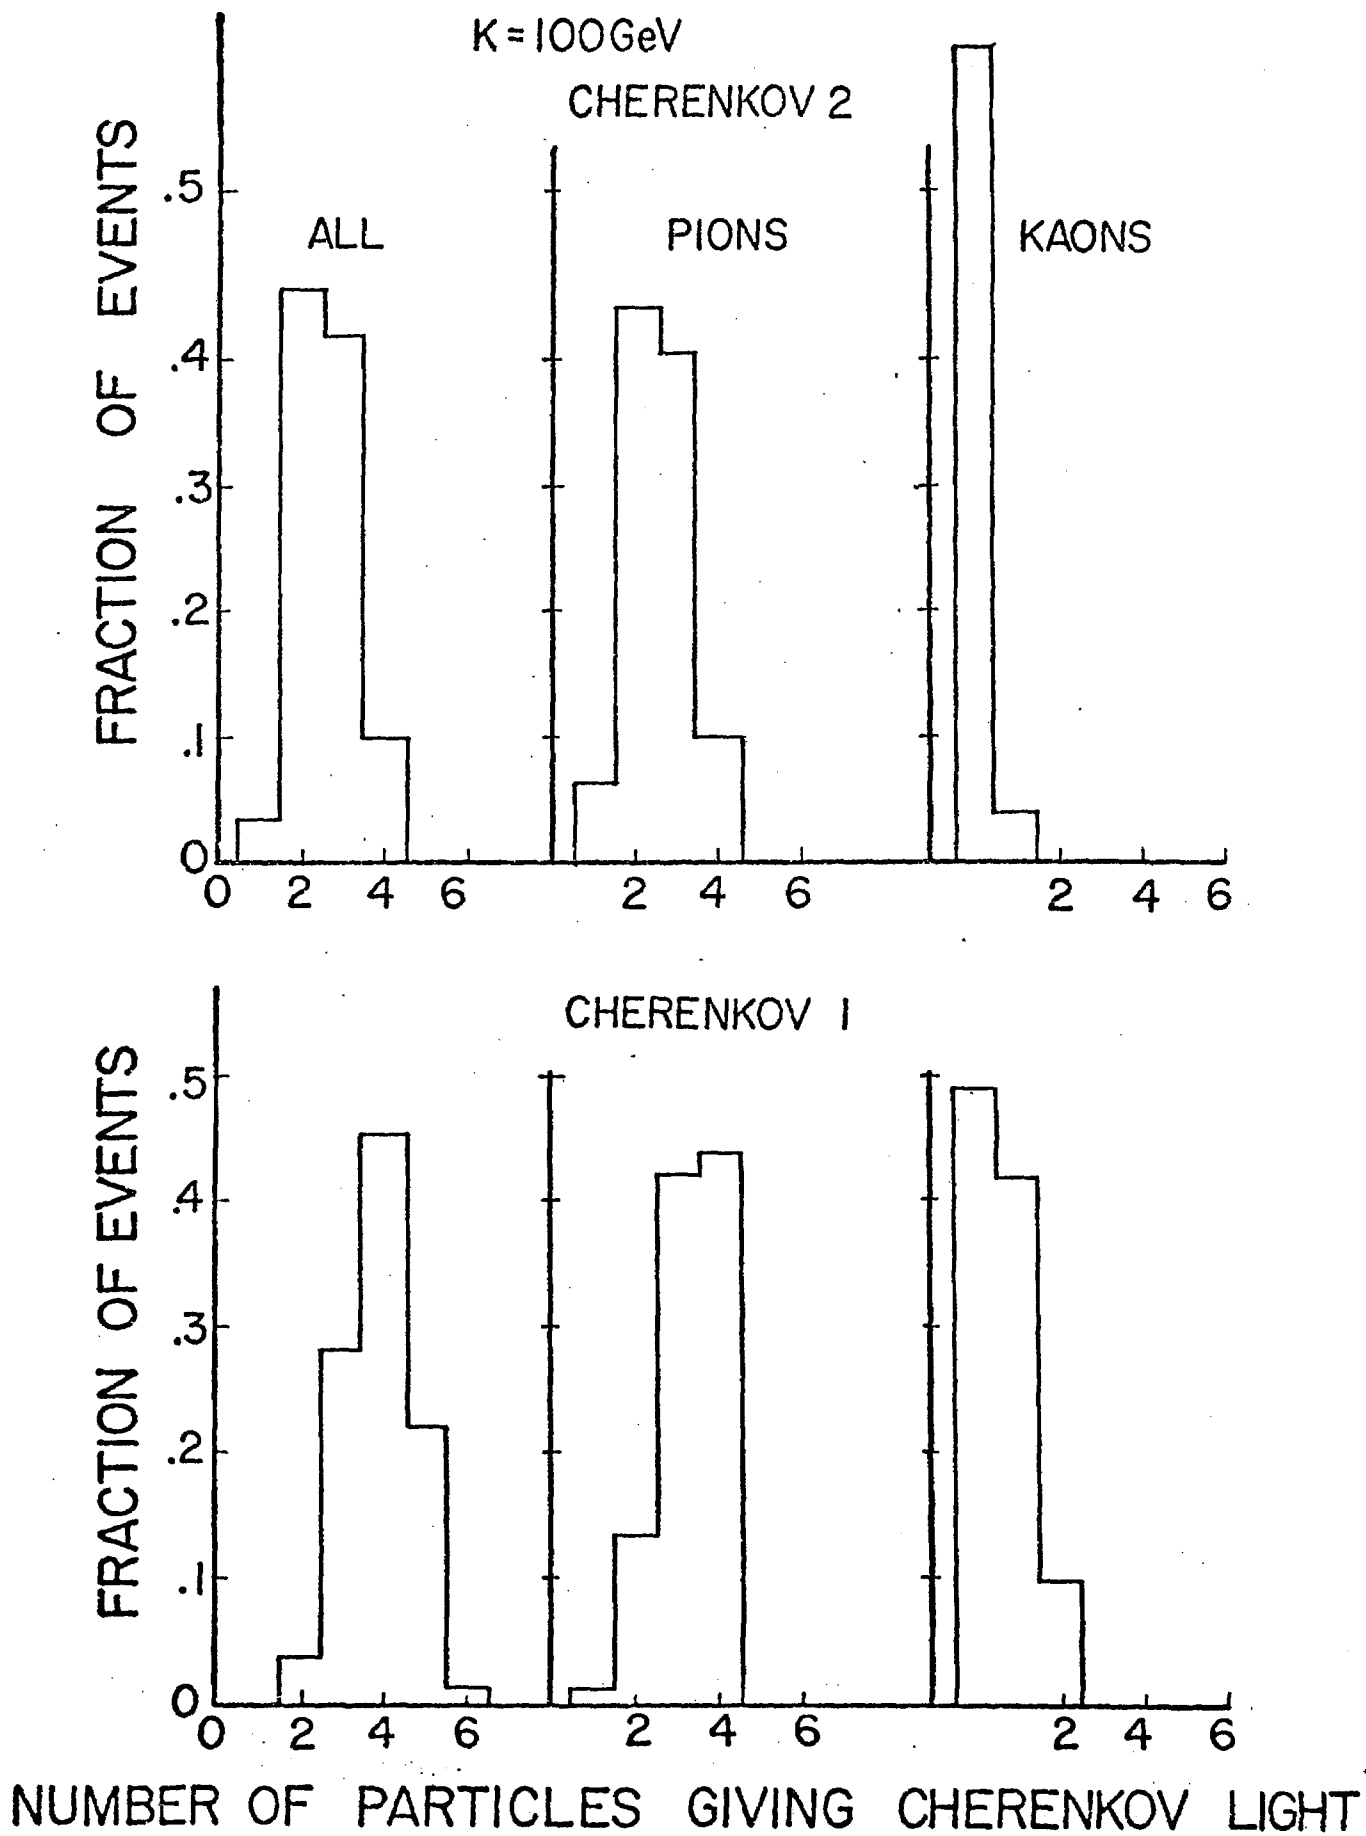 K=100GeV
CHERENKOV 2
FRACTION OF EVENTS
.5
.4
.3
.2
.1
0
ALL
PIONS
KAONS
0 2 4 6
2 4 6
2 4 6
CHERENKOV 1
FRACTION OF EVENTS
.5
.4
.3
.2
.1
0
0 2 4 6
2 4 6
2 4 6
NUMBER OF PARTICLES GIVING CHERENKOV LIGHT